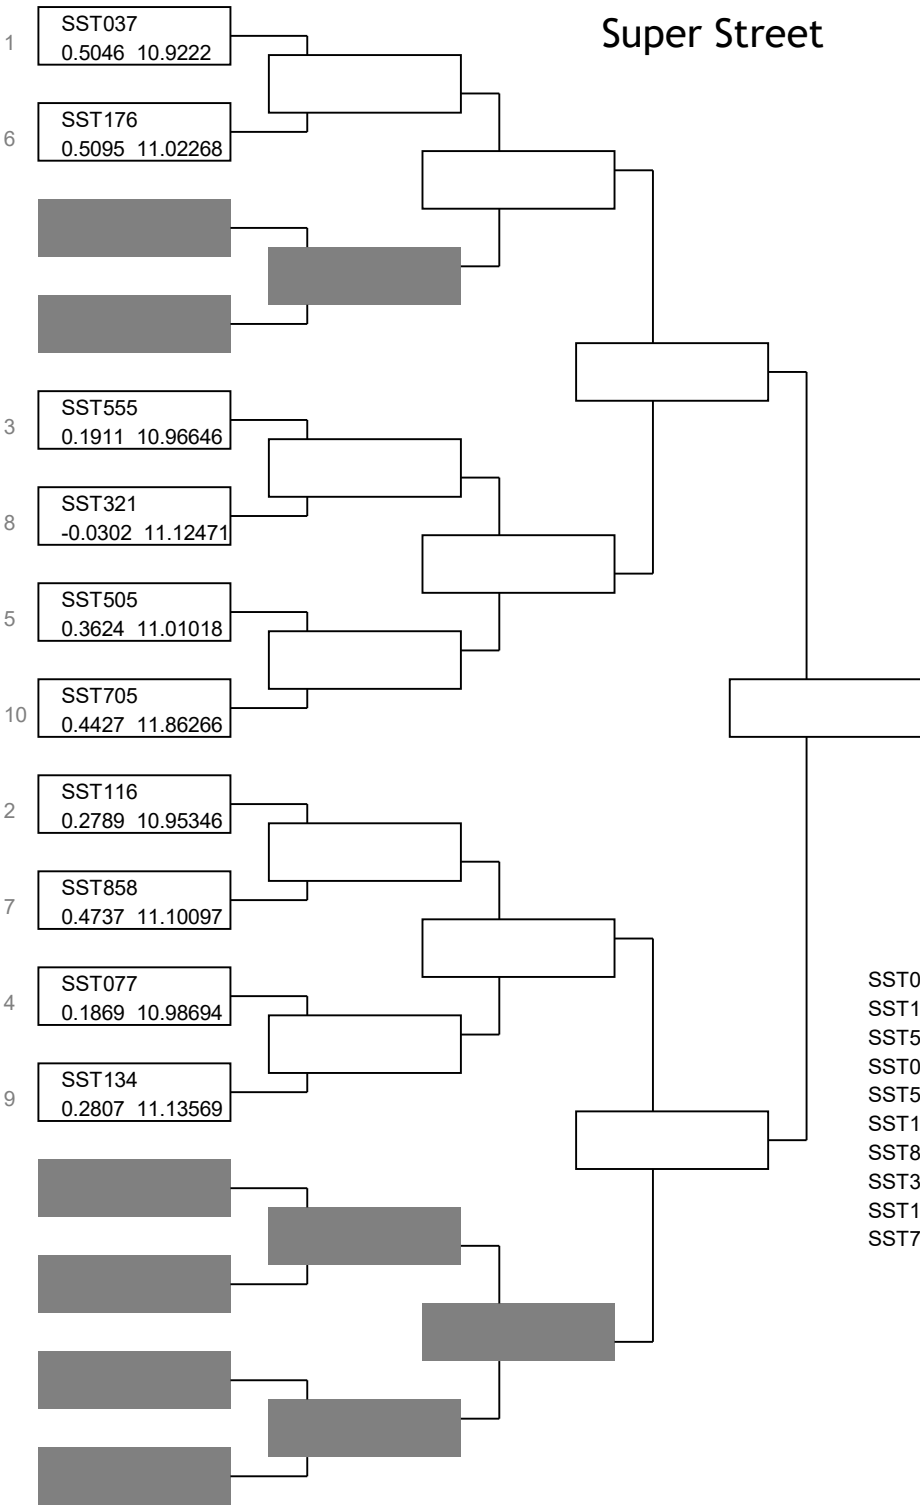 Super Street
1
SST037
0.5046 10.9222
6
SST176
0.5095 11.02268
3
SST555
0.1911 10.96646
8
SST321
-0.0302 11.12471
5
SST505
0.3624 11.01018
10
SST705
0.4427 11.86266
2
SST116
0.2789 10.95346
7
SST858
0.4737 11.10097
4
SST077
0.1869 10.98694
9
SST134
0.2807 11.13569
SST0
SST1
SST5
SST0
SST5
SST1
SST8
SST3
SST1
SST7